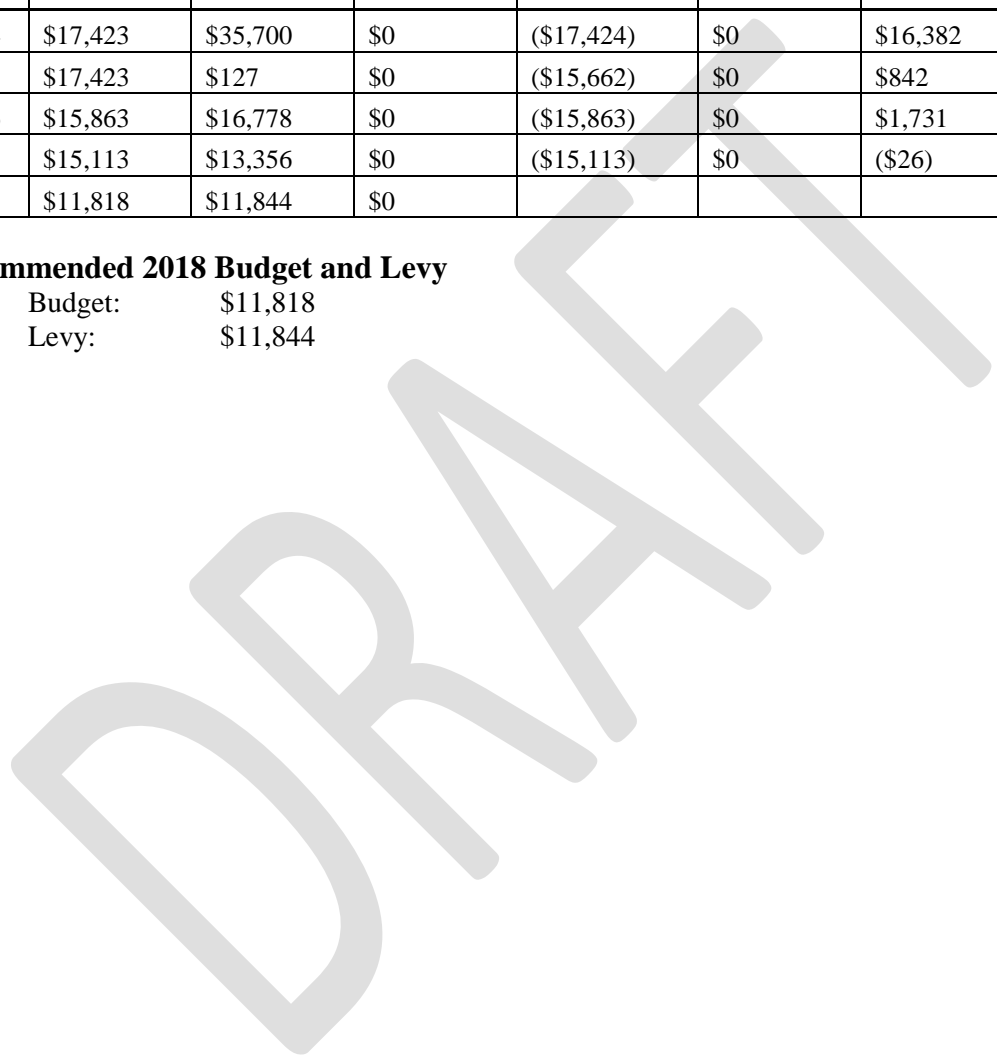 $17,423 $35,700 $0 ($17,424) $0 $16,382
$17,423 $127 $0 ($15,662) $0 $842
$15,863 $16,778 $0 ($15,863) $0 $1,731
$15,113 $13,356 $0 ($15,113) $0 ($26)
$11,818 $11,844 $0
mmended 2018 Budget and Levy
Budget: $11,818
Levy: $11,844
DRAFT